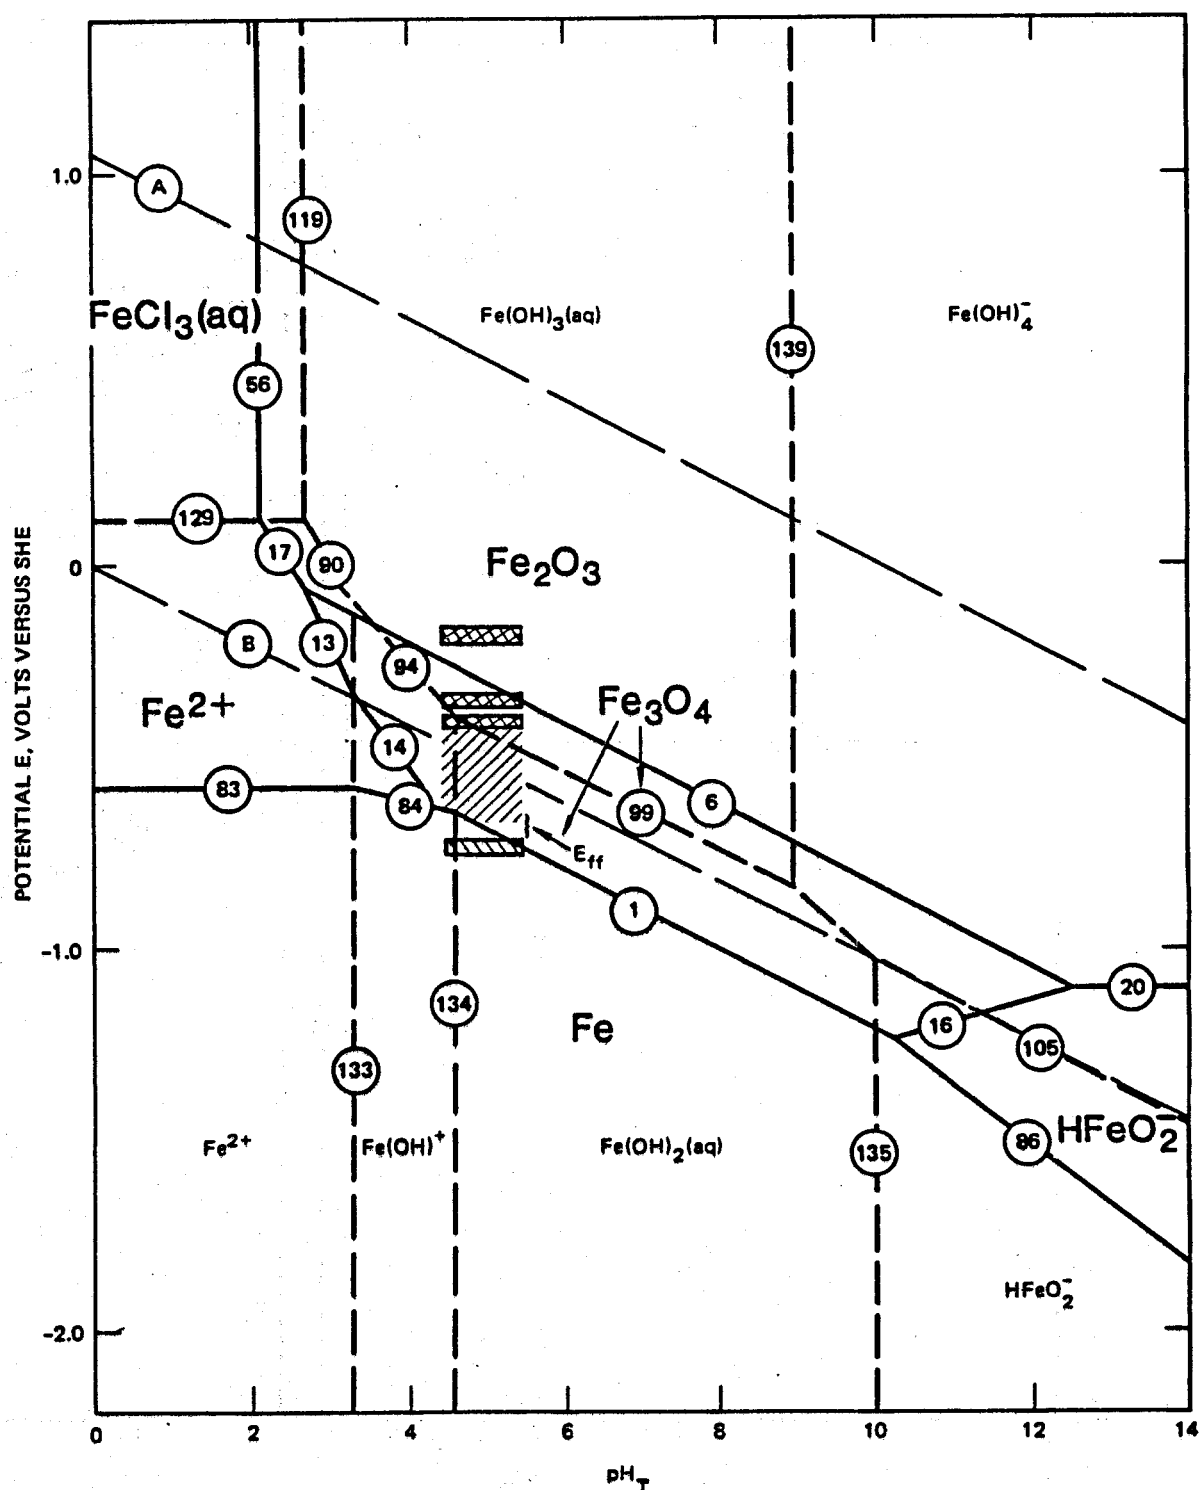 1.0
A
119
FeCl₃(aq)
Fe(OH)₃(aq)
Fe(OH)₄⁻
139
56
129
17
90
Fe₂O₃
0
POTENTIAL E, VOLTS VERSUS SHE
B
13
94
Fe²⁺
Fe₃O₄
14
83
84
99
6
E_ff
1
-1.0
20
134
16
Fe
105
133
HFeO₂⁻
86
Fe²⁺
Fe(OH)⁺
Fe(OH)₂(aq)
135
HFeO₂⁻
-2.0
0 2 4 6 8 10 12 14
pH_T